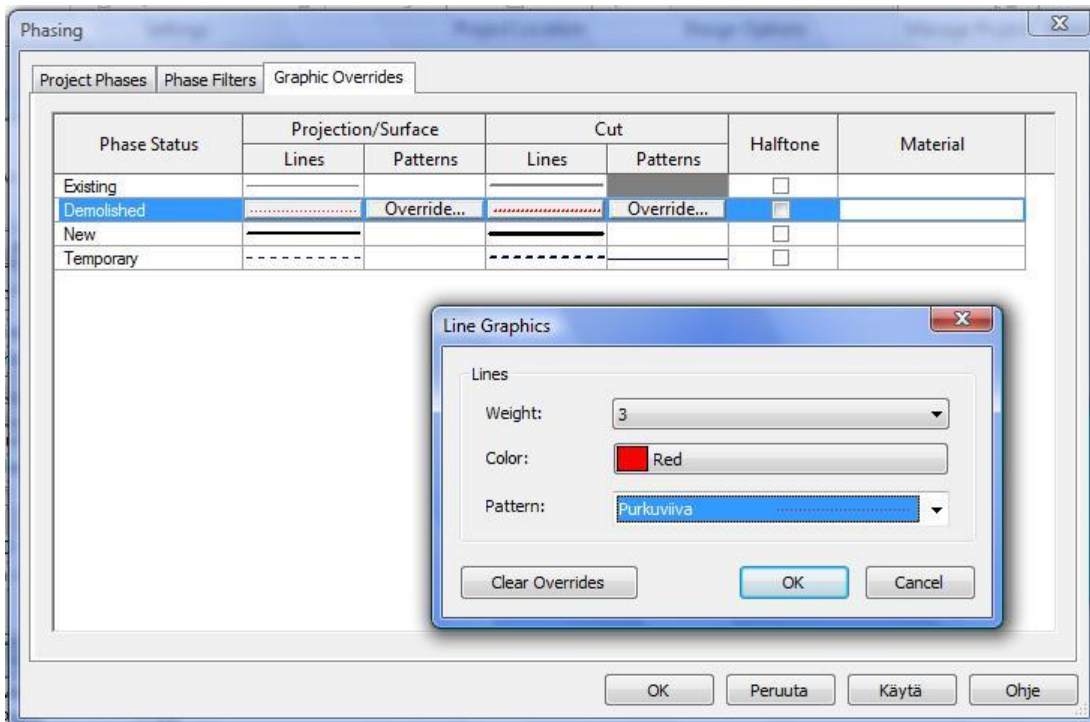 Phasing
Project Phases Phase Filters Graphic Overrides
Phase Status Projection/Surface Cut Halftone Material
Lines Patterns Lines Patterns
Existing
Demolished Override... Override...
New
Temporary
Line Graphics
Lines
Weight: 3
Color: Red
Pattern: Purkuviiva
Clear Overrides OK Cancel
OK Peruuta Käytä Ohje